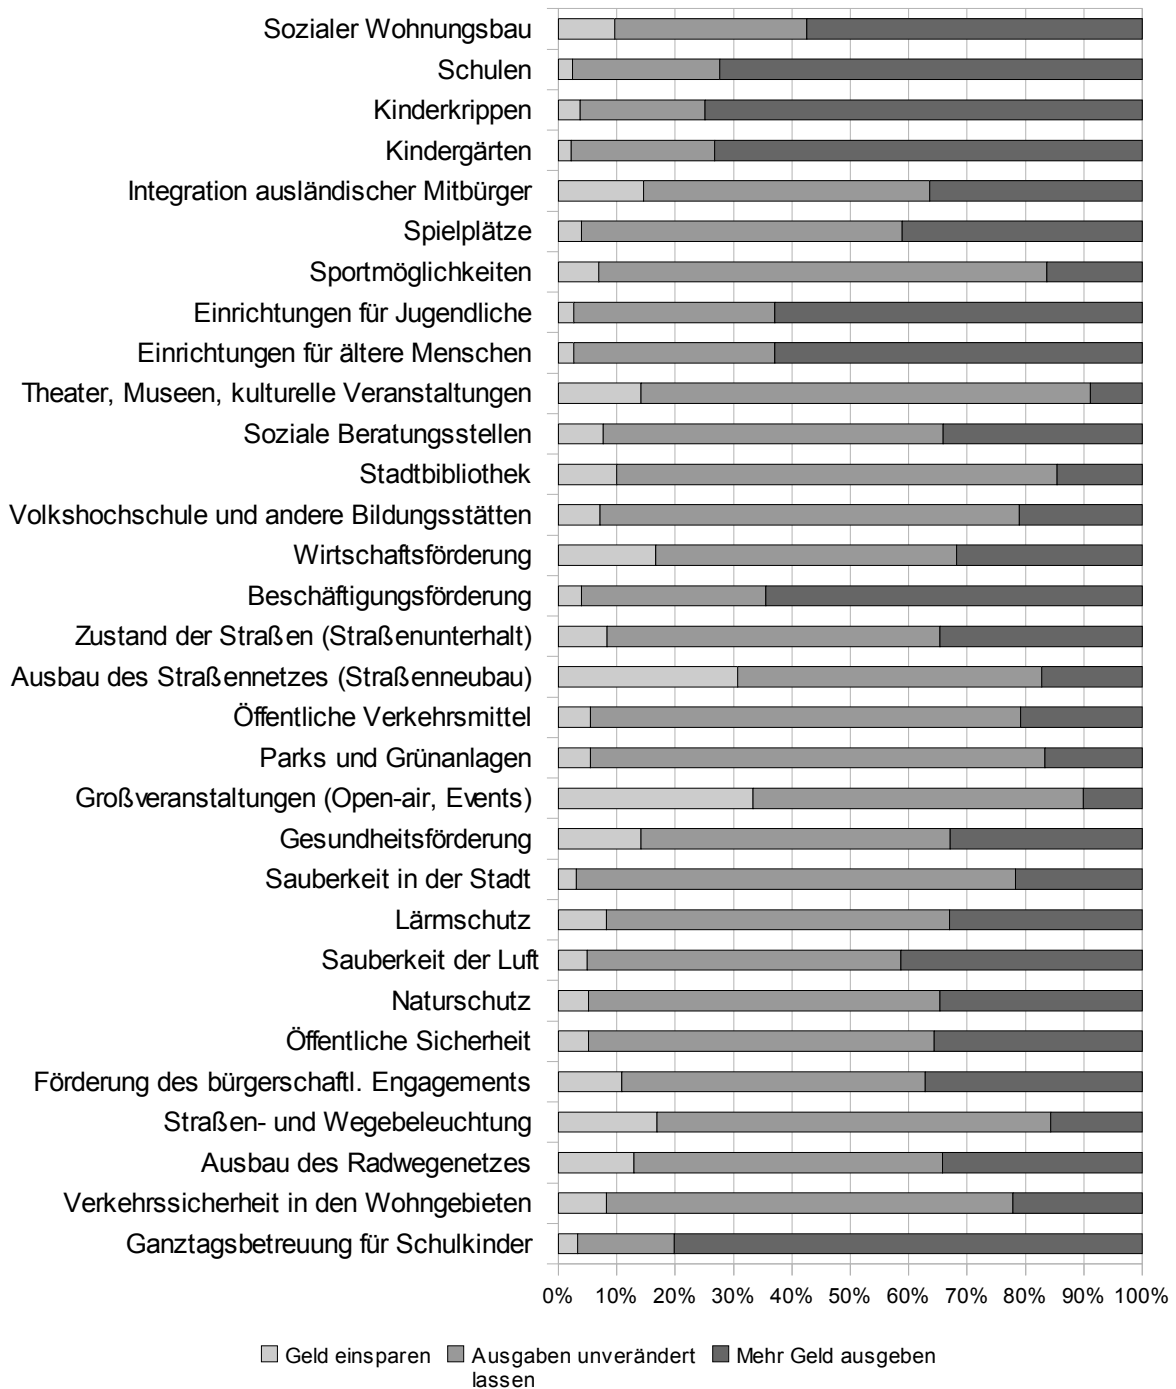 Sozialer Wohnungsbau
Schulen
Kinderkrippen
Kindergärten
Integration ausländischer Mitbürger
Spielplätze
Sportmöglichkeiten
Einrichtungen für Jugendliche
Einrichtungen für ältere Menschen
Theater, Museen, kulturelle Veranstaltungen
Soziale Beratungsstellen
Stadtbibliothek
Volkshochschule und andere Bildungsstätten
Wirtschaftsförderung
Beschäftigungsförderung
Zustand der Straßen (Straßenunterhalt)
Ausbau des Straßennetzes (Straßenneubau)
Öffentliche Verkehrsmittel
Parks und Grünanlagen
Großveranstaltungen (Open-air, Events)
Gesundheitsförderung
Sauberkeit in der Stadt
Lärmschutz
Sauberkeit der Luft
Naturschutz
Öffentliche Sicherheit
Förderung des bürgerschaftl. Engagements
Straßen- und Wegebeleuchtung
Ausbau des Radwegenetzes
Verkehrssicherheit in den Wohngebieten
Ganztagsbetreuung für Schulkinder
0% 10% 20% 30% 40% 50% 60% 70% 80% 90% 100%
Geld einsparen Ausgaben unverändert Mehr Geld ausgeben
lassen